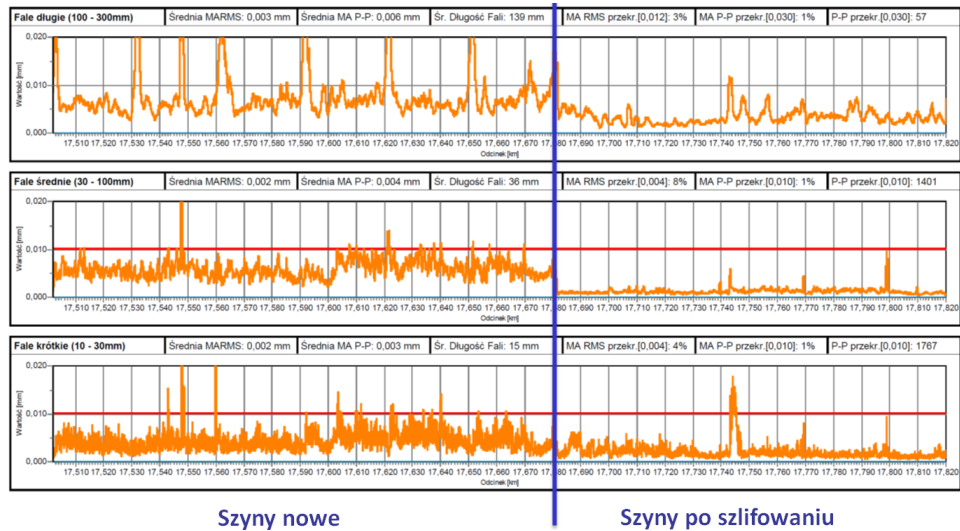 Fale długie (100 - 300mm) Średnia MARMS: 0,003 mm Średnia MA P-P: 0,006 mm Śr. Długość Fali: 139 mm MA RMS przekr.[0,012]: 3% MA P-P przekr.[0,030]: 1% P-P przekr.[0,030]: 57
0,020
0,010
0,000
Wartość [mm]
17,510 17,520 17,530 17,540 17,550 17,560 17,570 17,580 17,590 17,600 17,610 17,620 17,630 17,640 17,650 17,660 17,670 17,680 17,690 17,700 17,710 17,720 17,730 17,740 17,750 17,760 17,770 17,780 17,790 17,800 17,810 17,820
Odcinek [km]
Fale średnie (30 - 100mm) Średnia MARMS: 0,002 mm Średnia MA P-P: 0,004 mm Śr. Długość Fali: 36 mm MA RMS przekr.[0,004]: 8% MA P-P przekr.[0,010]: 1% P-P przekr.[0,010]: 1401
0,020
0,010
0,000
Wartość [mm]
17,510 17,520 17,530 17,540 17,550 17,560 17,570 17,580 17,590 17,600 17,610 17,620 17,630 17,640 17,650 17,660 17,670 17,680 17,690 17,700 17,710 17,720 17,730 17,740 17,750 17,760 17,770 17,780 17,790 17,800 17,810 17,820
Odcinek [km]
Fale krótkie (10 - 30mm) Średnia MARMS: 0,002 mm Średnia MA P-P: 0,003 mm Śr. Długość Fali: 15 mm MA RMS przekr.[0,004]: 4% MA P-P przekr.[0,010]: 1% P-P przekr.[0,010]: 1767
0,020
0,010
0,000
Wartość [mm]
17,510 17,520 17,530 17,540 17,550 17,560 17,570 17,580 17,590 17,600 17,610 17,620 17,630 17,640 17,650 17,660 17,670 17,680 17,690 17,700 17,710 17,720 17,730 17,740 17,750 17,760 17,770 17,780 17,790 17,800 17,810 17,820
Odcinek [km]
Szyny nowe Szyny po szlifowaniu